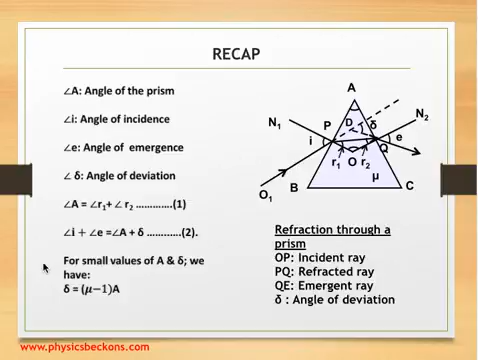 RECAP
∠A: Angle of the prism
∠i: Angle of incidence
∠e: Angle of emergence
∠ δ: Angle of deviation
∠A = ∠r₁+ ∠ r₂ ………….(1)
∠i + ∠e =∠A + δ ………...(2).
For small values of A & δ; we
have:
δ = (μ−1)A
A
N₁
N₂
P
D
δ
i
e
Q
r₁
O
r₂
μ
B
C
O₁
Refraction through a
prism
OP: Incident ray
PQ: Refracted ray
QE: Emergent ray
δ : Angle of deviation
www.physicsbeckons.com